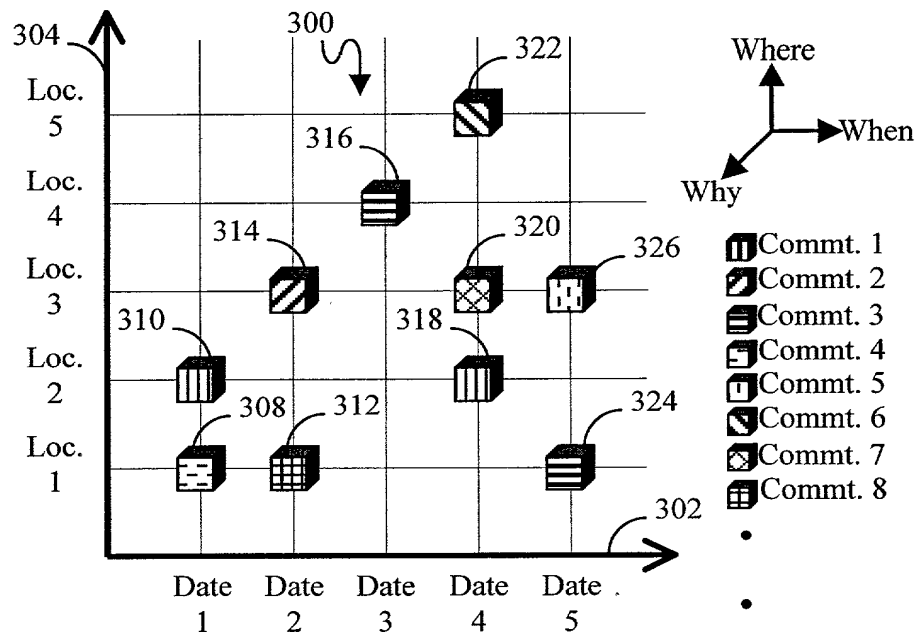 304
300
322
Where
When
Why
Loc.
5
316
Loc.
4
314
320
326
Loc.
3
310
318
Loc.
2
308
312
324
Loc.
1
302
Date
1
Date
2
Date
3
Date
4
Date
5
Commt. 1
Commt. 2
Commt. 3
Commt. 4
Commt. 5
Commt. 6
Commt. 7
Commt. 8